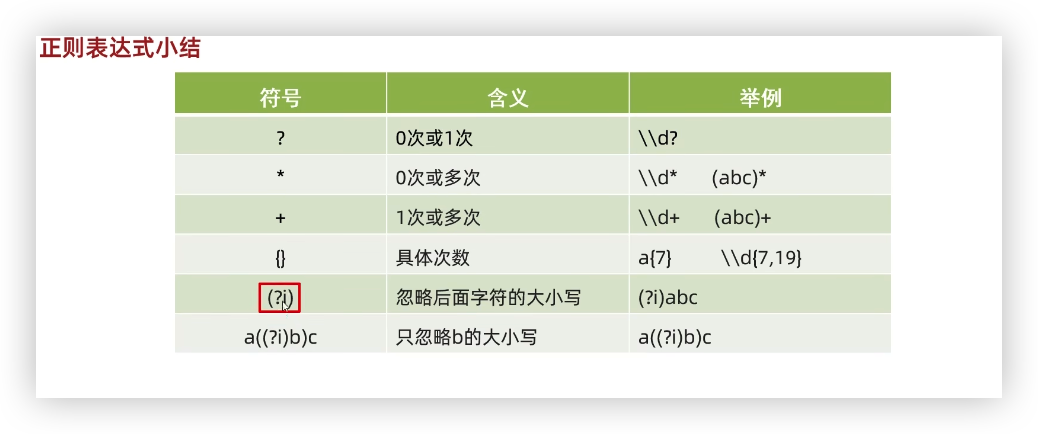 正则表达式小结
符号 含义 举例
? 0次或1次 \\d?
* 0次或多次 \\d* (abc)*
+ 1次或多次 \\d+ (abc)+
{} 具体次数 a{7} \\d{7,19}
(?i) 忽略后面字符的大小写 (?i)abc
a((?i)b)c 只忽略b的大小写 a((?i)b)c